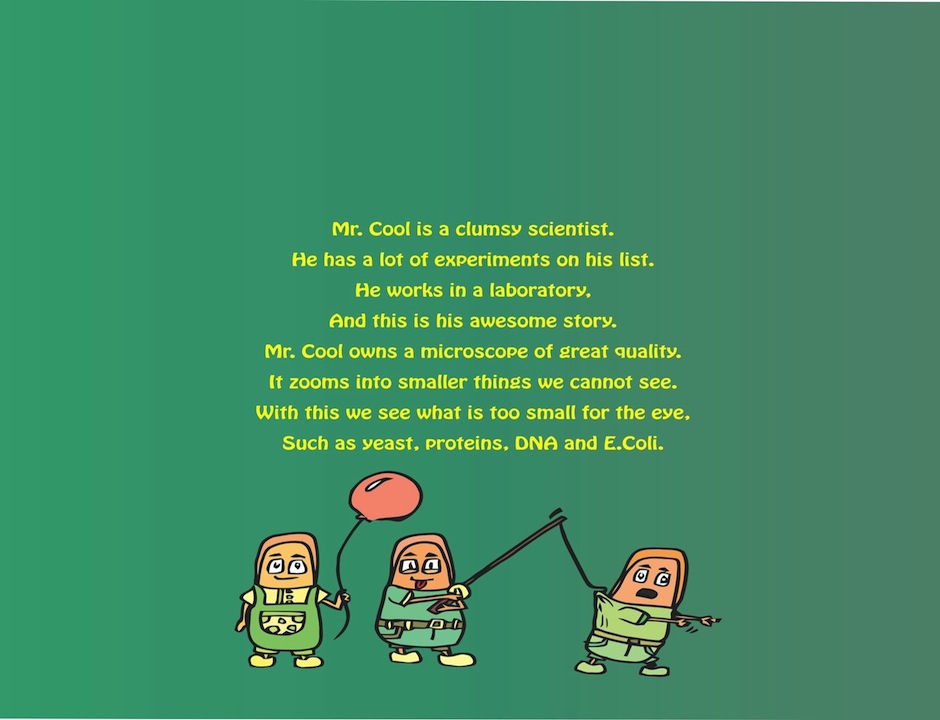 Mr. Cool is a clumsy scientist.
He has a lot of experiments on his list.
He works in a laboratory,
And this is his awesome story.
Mr. Cool owns a microscope of great quality.
It zooms into smaller things we cannot see.
With this we see what is too small for the eye,
Such as yeast, proteins, DNA and E.Coli.